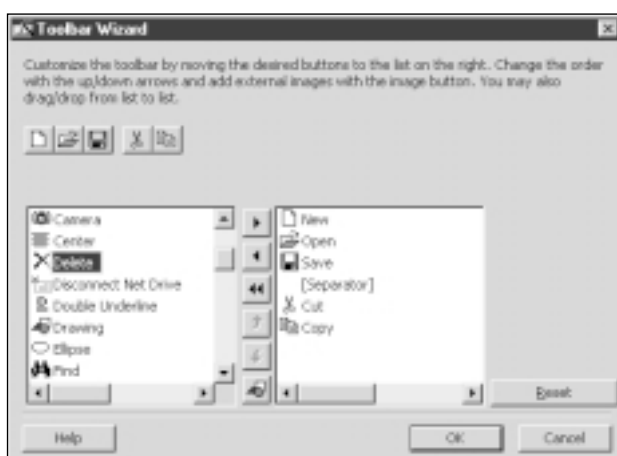 Toolbar Wizard
Customize the toolbar by moving the desired buttons to the list on the right. Change the order
with the up/down arrows and add external images with the image button. You may also
drag/drop from list to list.
Camera
Center
Delete
Disconnect Net Drive
Double Underline
Drawing
Ellipse
Find
New
Open
Save
[Separator]
Cut
Copy
Reset
Help
OK
Cancel